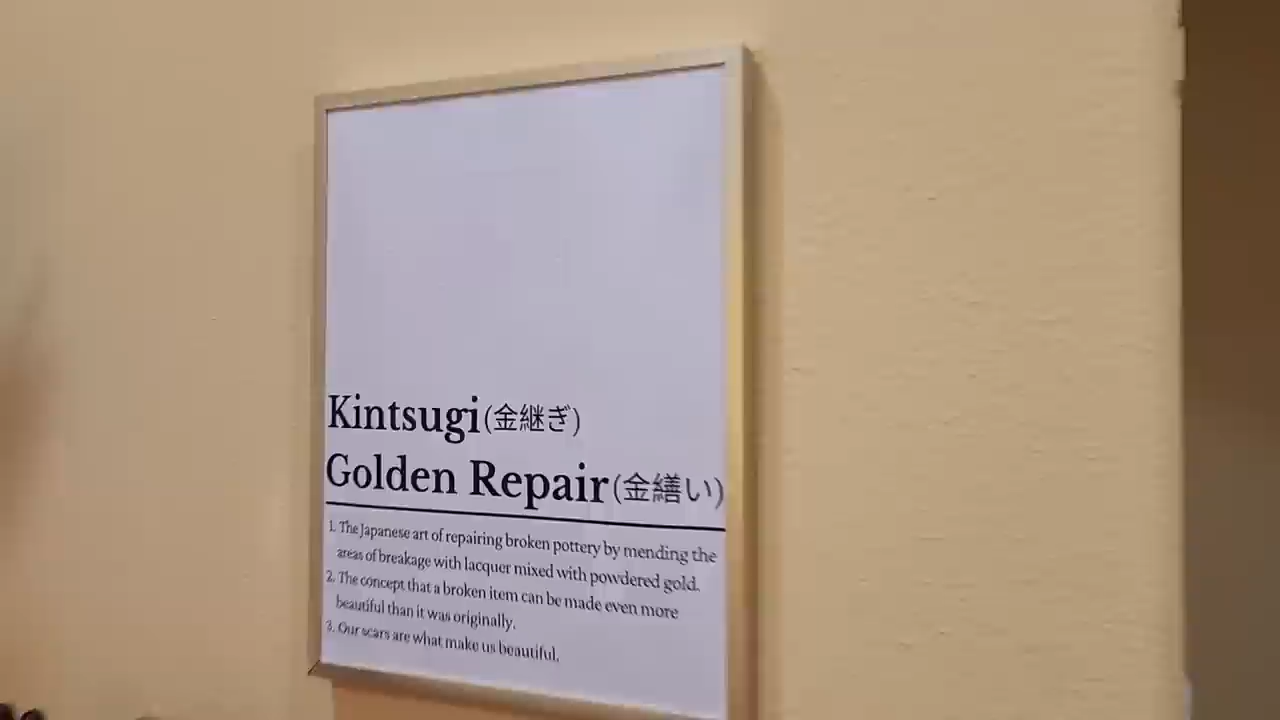 Kintsugi(金継ぎ)
Golden Repair(金繕い)
1. The Japanese art of repairing broken pottery by mending the
areas of breakage with lacquer mixed with powdered gold.
2. The concept that a broken item can be made even more
beautiful than it was originally.
3. Our scars are what make us beautiful.